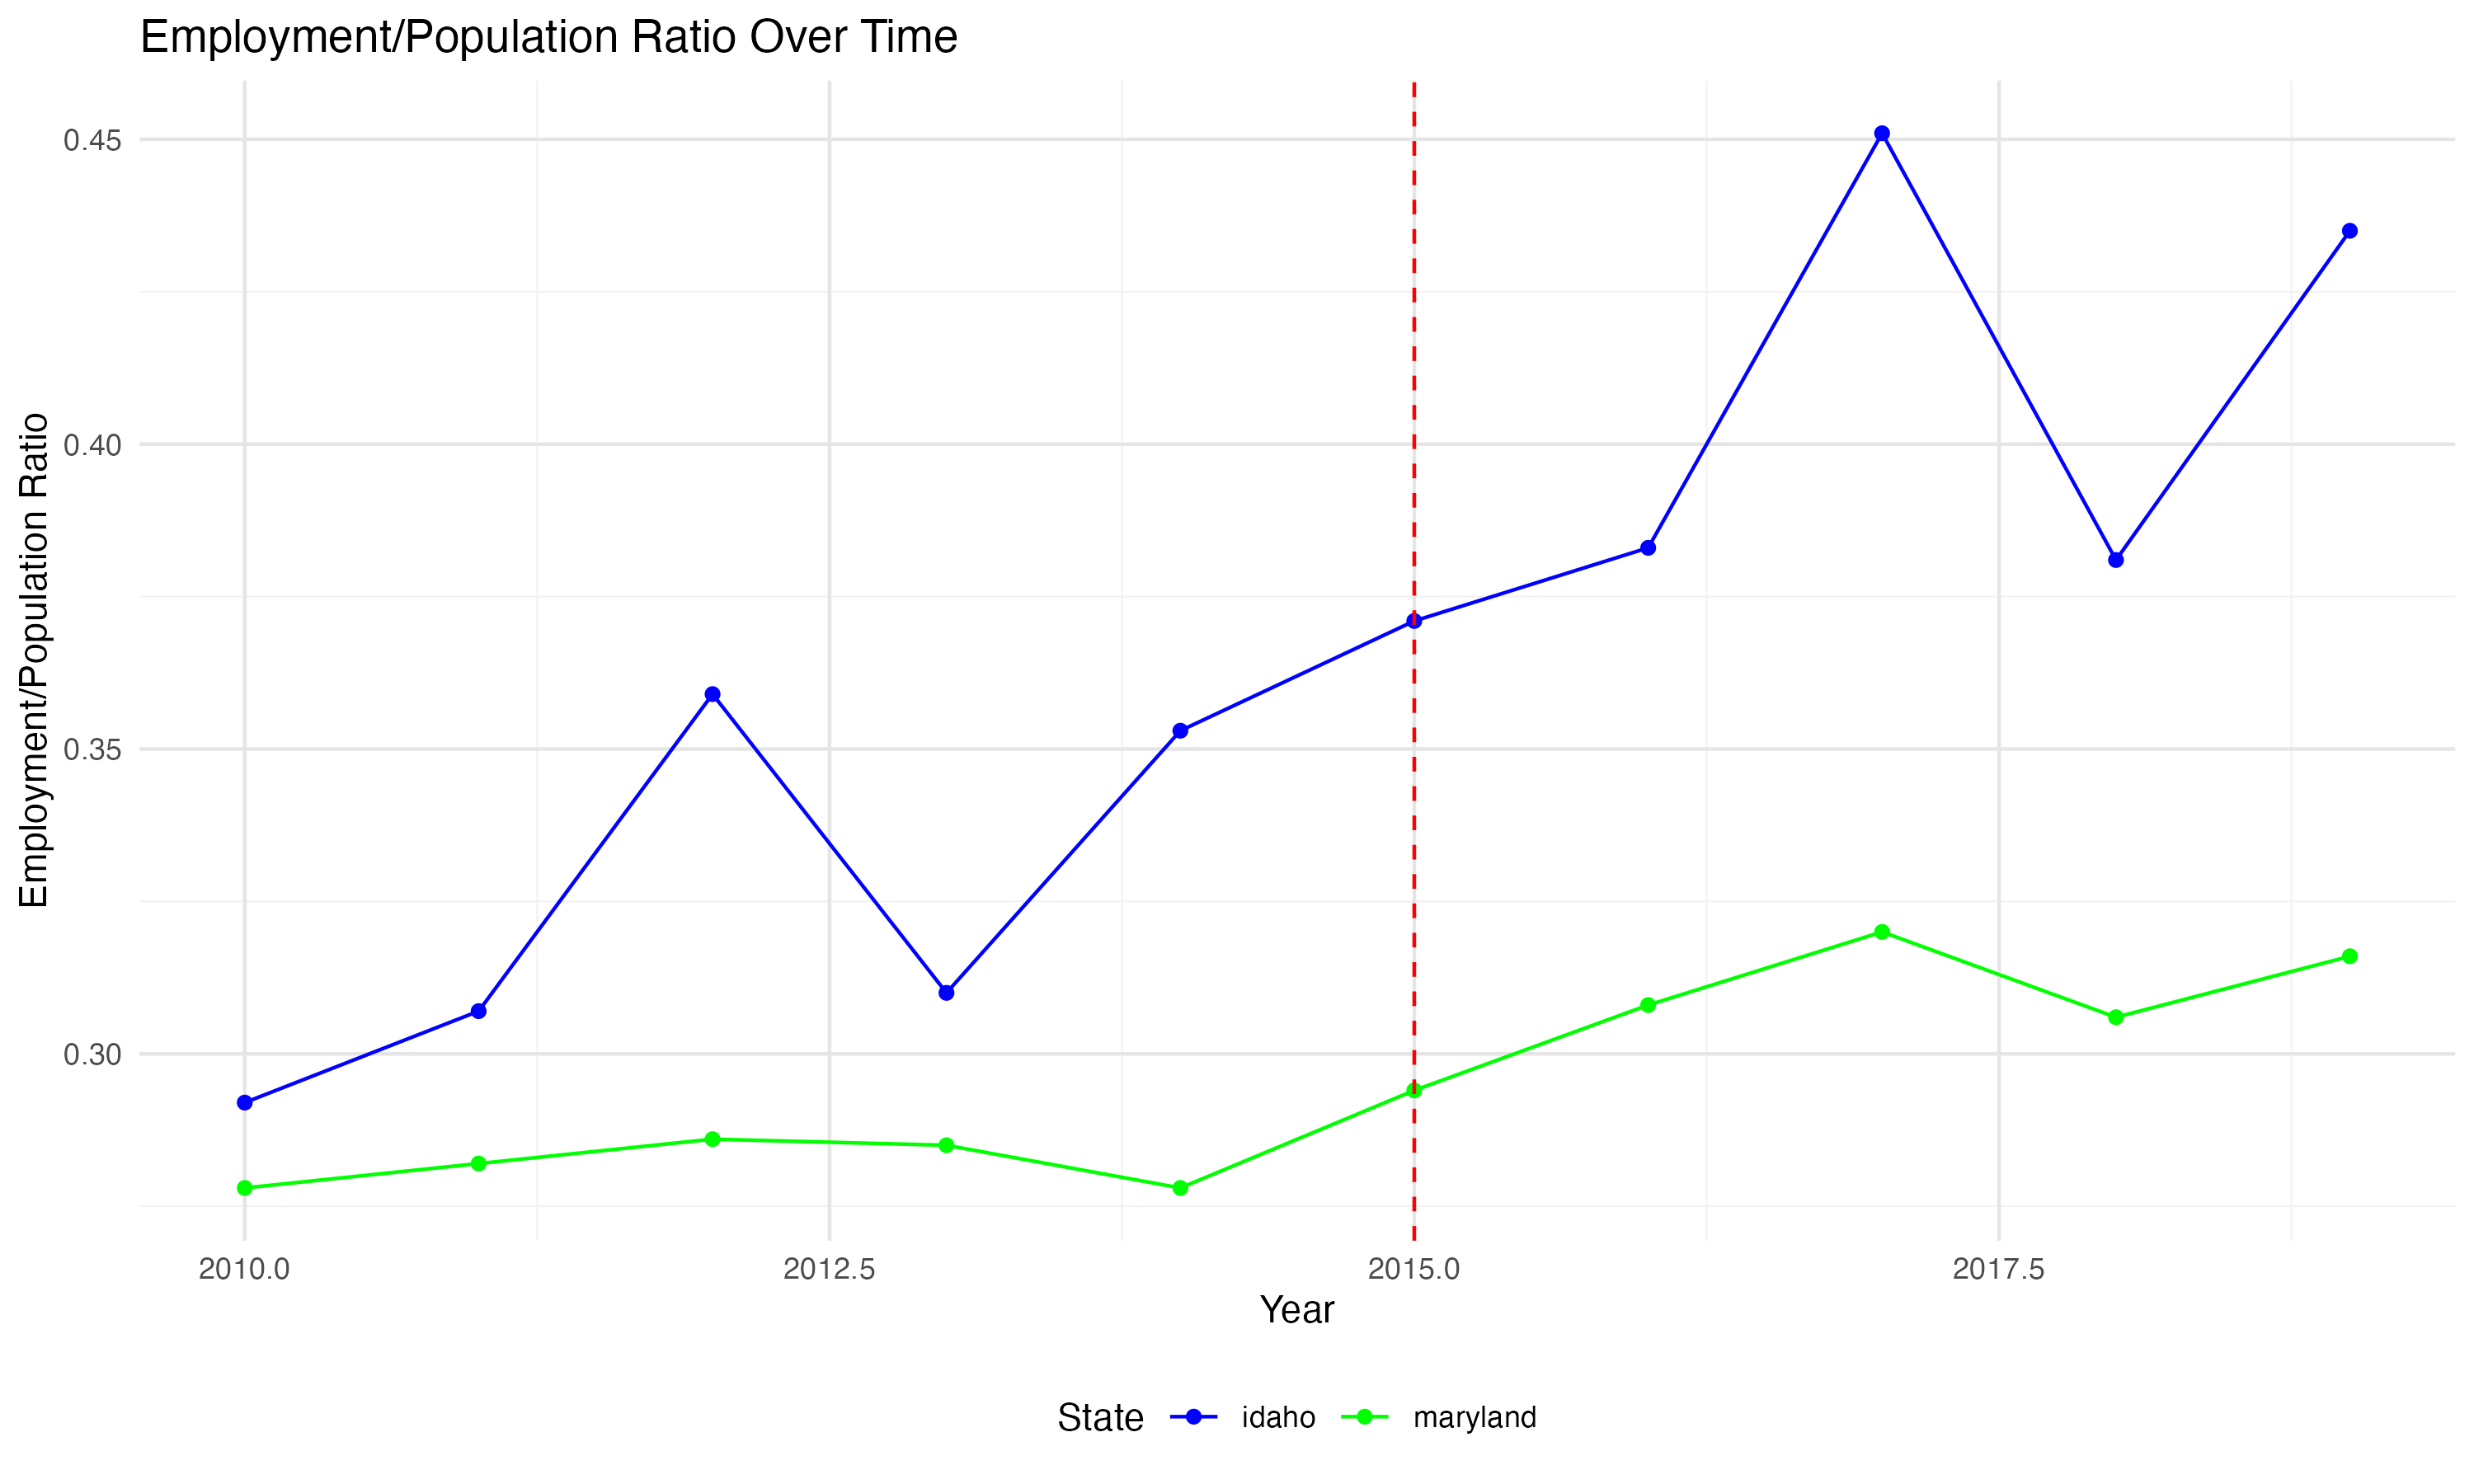 Employment/Population Ratio Over Time
Employment/Population Ratio
0.45
0.40
0.35
0.30
2010.0 2012.5 2015.0 2017.5
Year
State idaho maryland